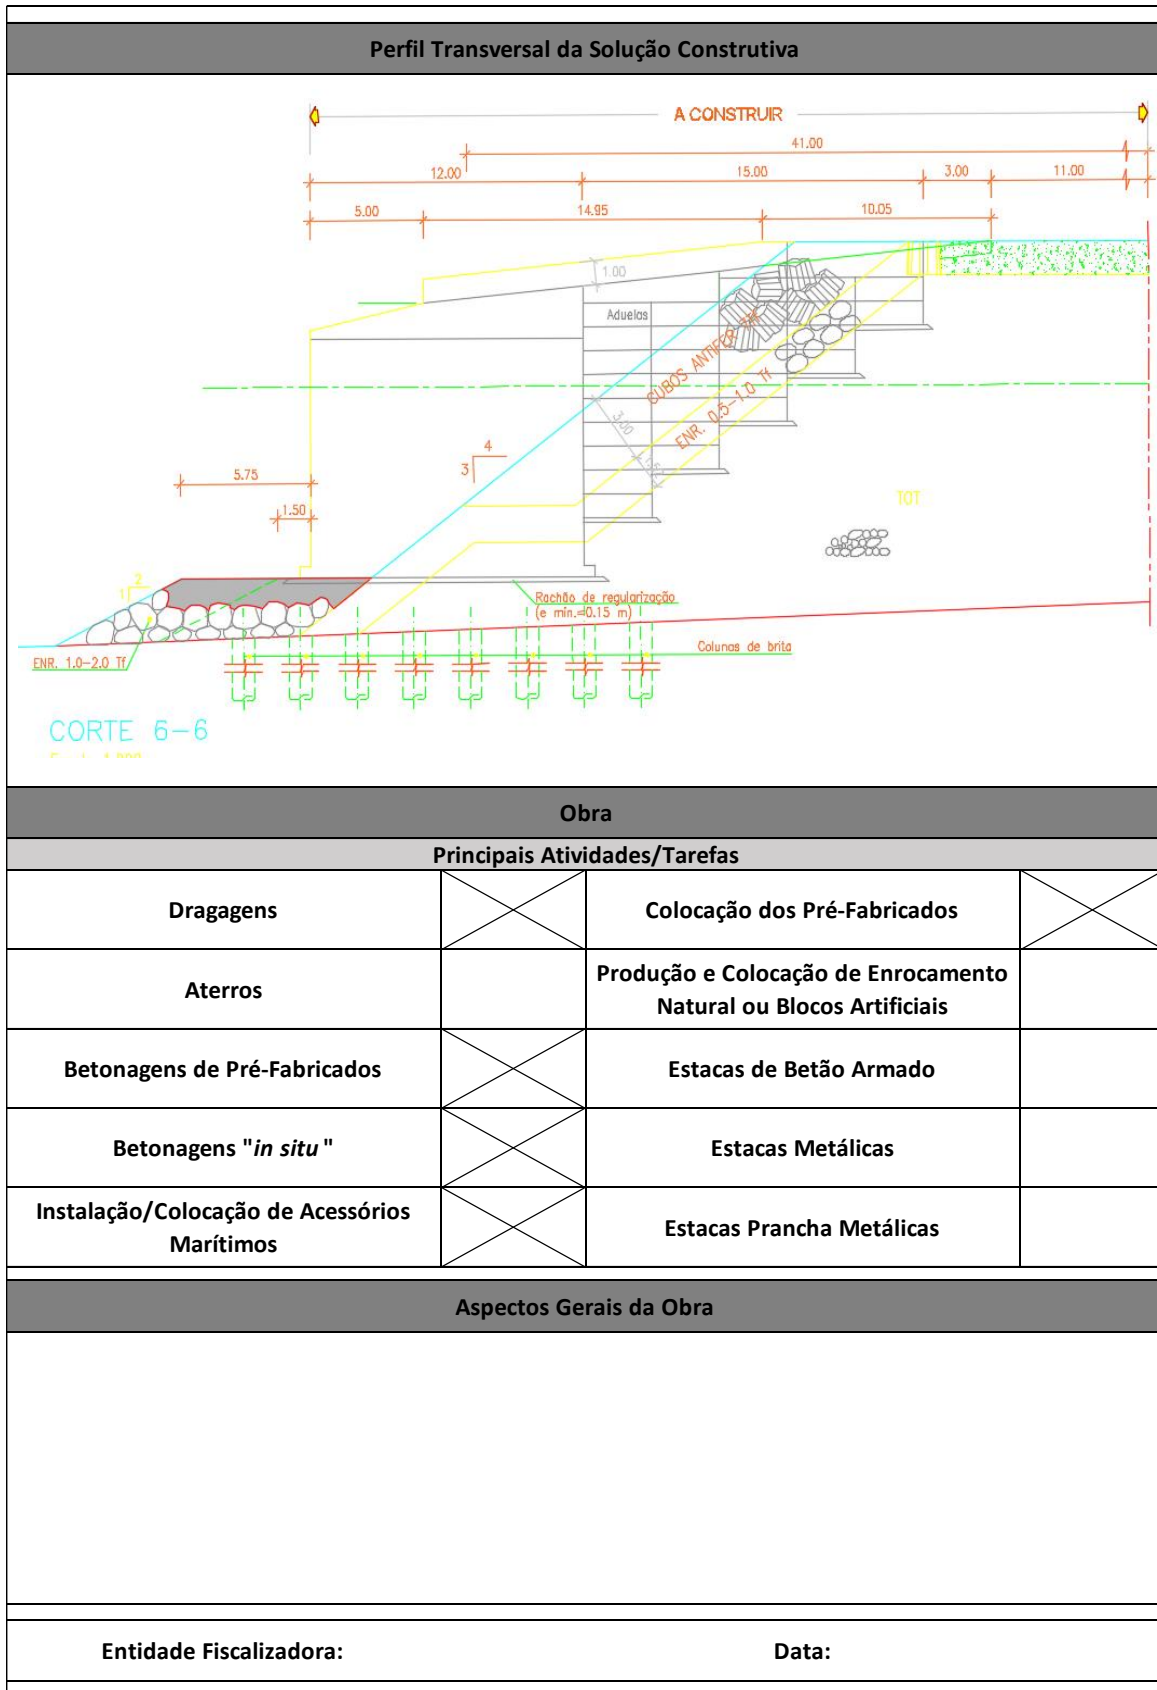 Perfil Transversal da Solução Construtiva
A CONSTRUIR
41.00
12.00
15.00
3.00
11.00
5.00
14.95
10.05
1.00
Aduelas
CUBOS ANTIFER
ENR. 0.5-1.0 Tf
3.00
4
3
5.75
1.50
TOT
2
1
Rachão de regularização
(e min.=0.15 m)
ENR. 1.0-2.0 Tf
Colunas de brita
CORTE 6-6
Obra
Principais Atividades/Tarefas
Dragagens
Colocação dos Pré-Fabricados
Aterros
Produção e Colocação de Enrocamento
Natural ou Blocos Artificiais
Betonagens de Pré-Fabricados
Estacas de Betão Armado
Betonagens "in situ"
Estacas Metálicas
Instalação/Colocação de Acessórios
Marítimos
Estacas Prancha Metálicas
Aspectos Gerais da Obra
Entidade Fiscalizadora:
Data: